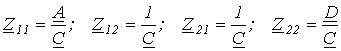 Z₁₁ = A/C; Z₁₂ = 1/C; Z₂₁ = 1/C; Z₂₂ = D/C